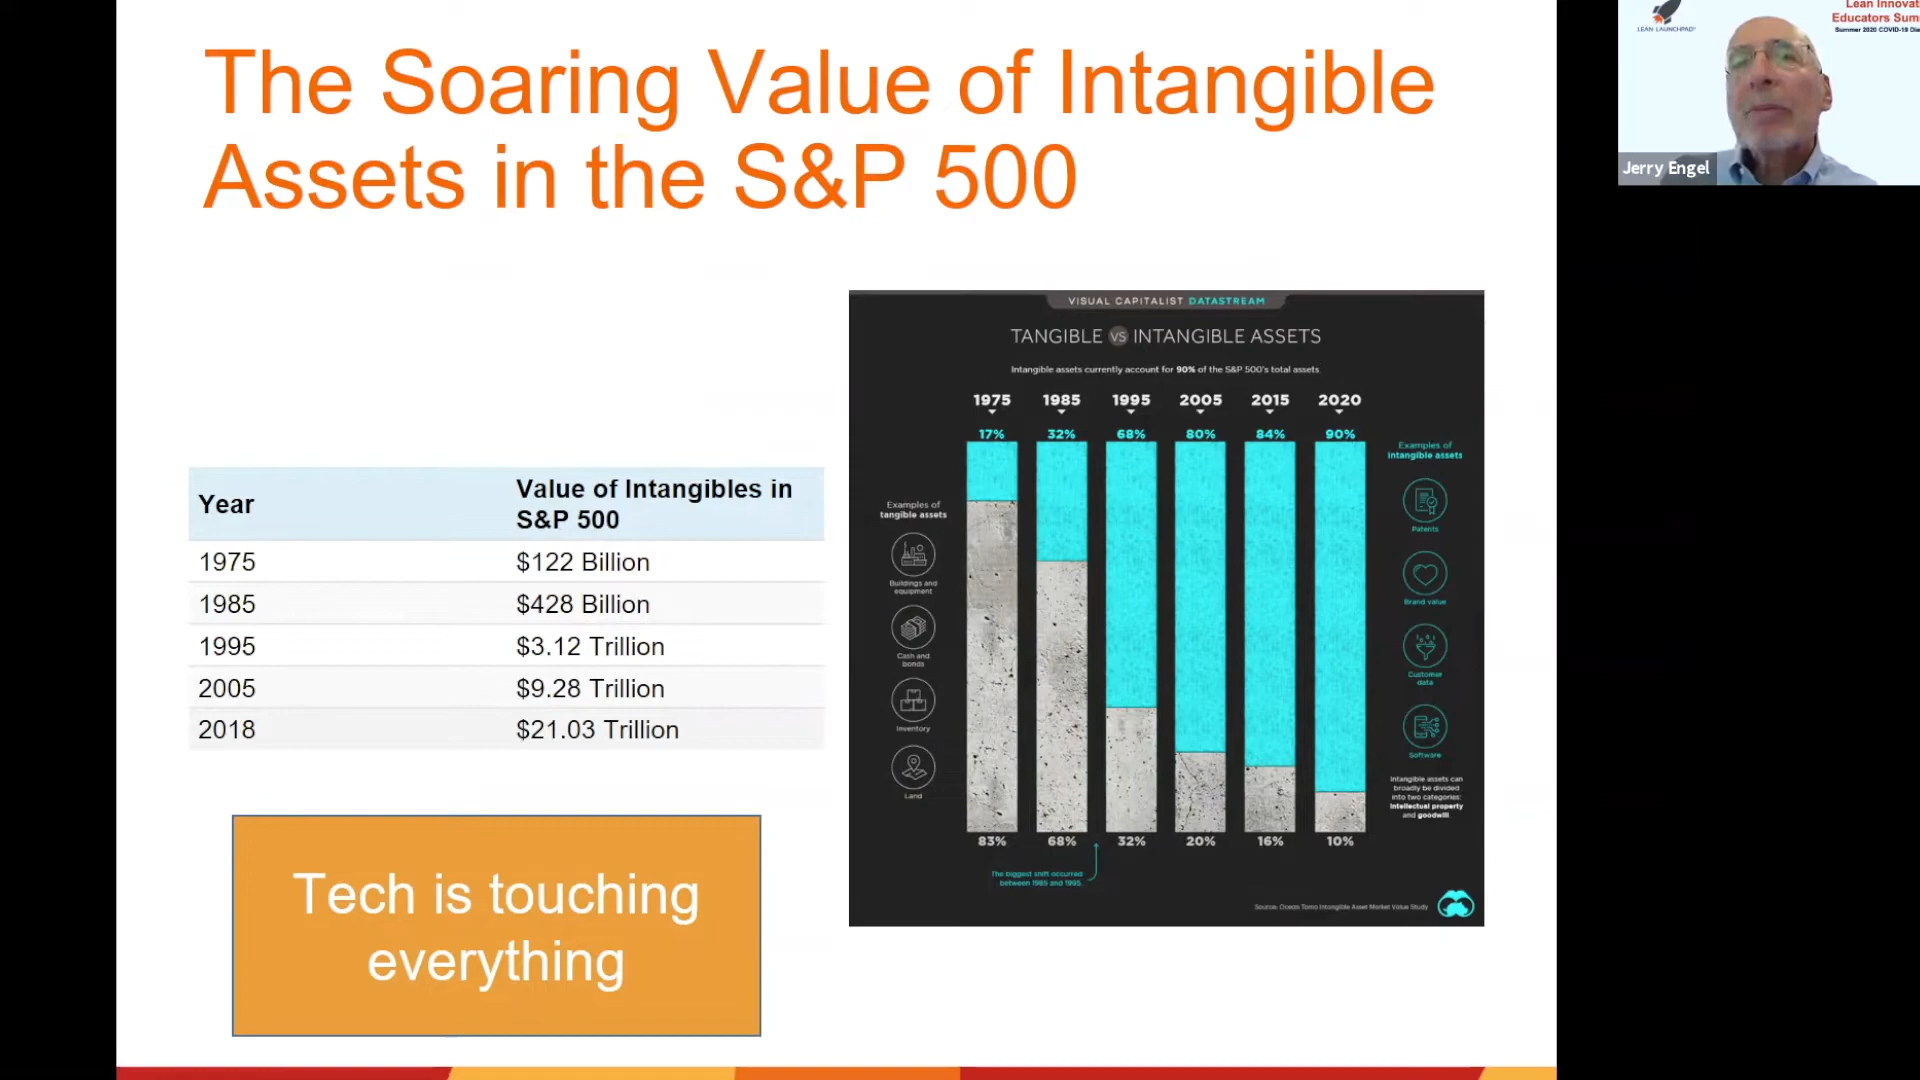 The Soaring Value of Intangible
Assets in the S&P 500
LEAN LAUNCHPAD
Lean Innovat
Educators Sum
Summer 2020 COVID-19 Dia
Jerry Engel
Year
Value of Intangibles in
S&P 500
1975 $122 Billion
1985 $428 Billion
1995 $3.12 Trillion
2005 $9.28 Trillion
2018 $21.03 Trillion
Tech is touching
everything
VISUAL CAPITALIST DATASTREAM
TANGIBLE VS INTANGIBLE ASSETS
Intangible assets currently account for 90% of the S&P 500's total assets.
1975 1985 1995 2005 2015 2020
17% 32% 68% 80% 84% 90%
Examples of
tangible assets
Buildings and
equipment
Cash and
bonds
Inventory
Land
Examples of
intangible assets
Patents
Brand value
Customer
data
Software
Intangible assets can
broadly be divided
into two categories:
intellectual property
and goodwill.
83% 68% 32% 20% 16% 10%
The biggest shift occurred
between 1985 and 1995.
Source: Ocean Tomo Intangible Asset Market Value Study